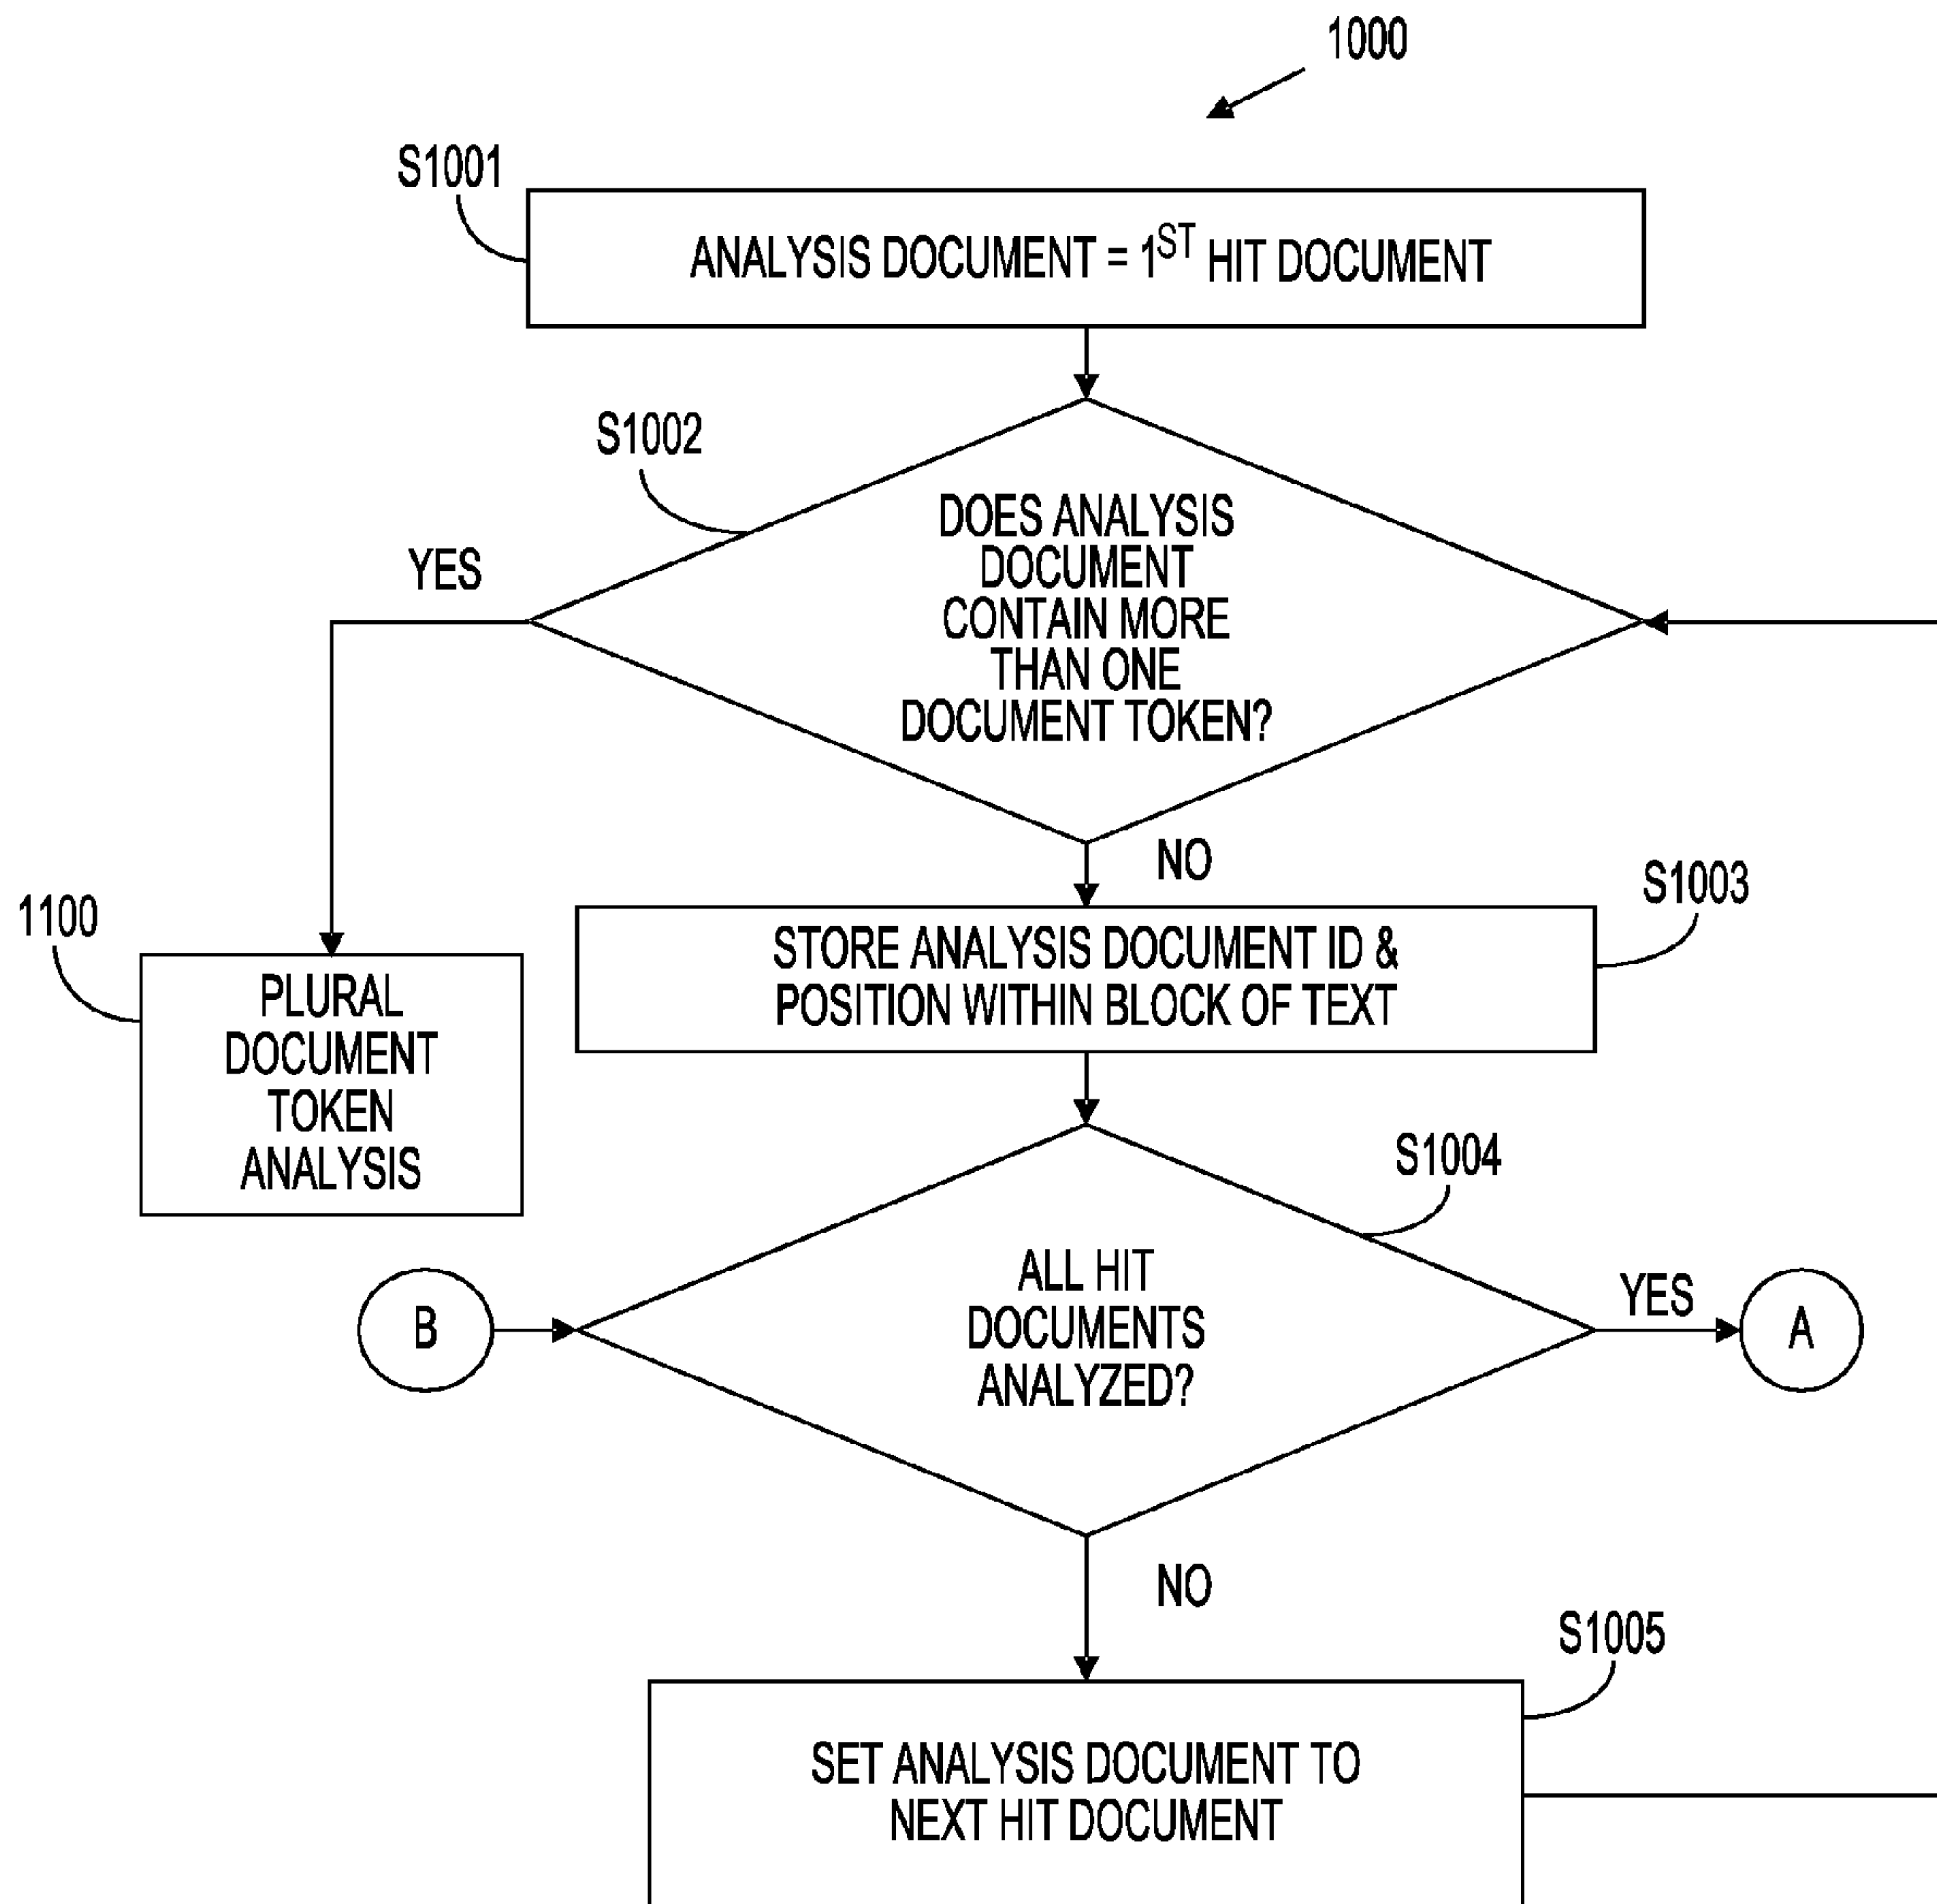 1000
S1001
ANALYSIS DOCUMENT = 1ST HIT DOCUMENT
S1002
DOES ANALYSIS
DOCUMENT
CONTAIN MORE
THAN ONE
DOCUMENT TOKEN?
YES
NO
1100
PLURAL
DOCUMENT
TOKEN
ANALYSIS
S1003
STORE ANALYSIS DOCUMENT ID &
POSITION WITHIN BLOCK OF TEXT
S1004
B
ALL HIT
DOCUMENTS
ANALYZED?
YES
A
NO
S1005
SET ANALYSIS DOCUMENT TO
NEXT HIT DOCUMENT